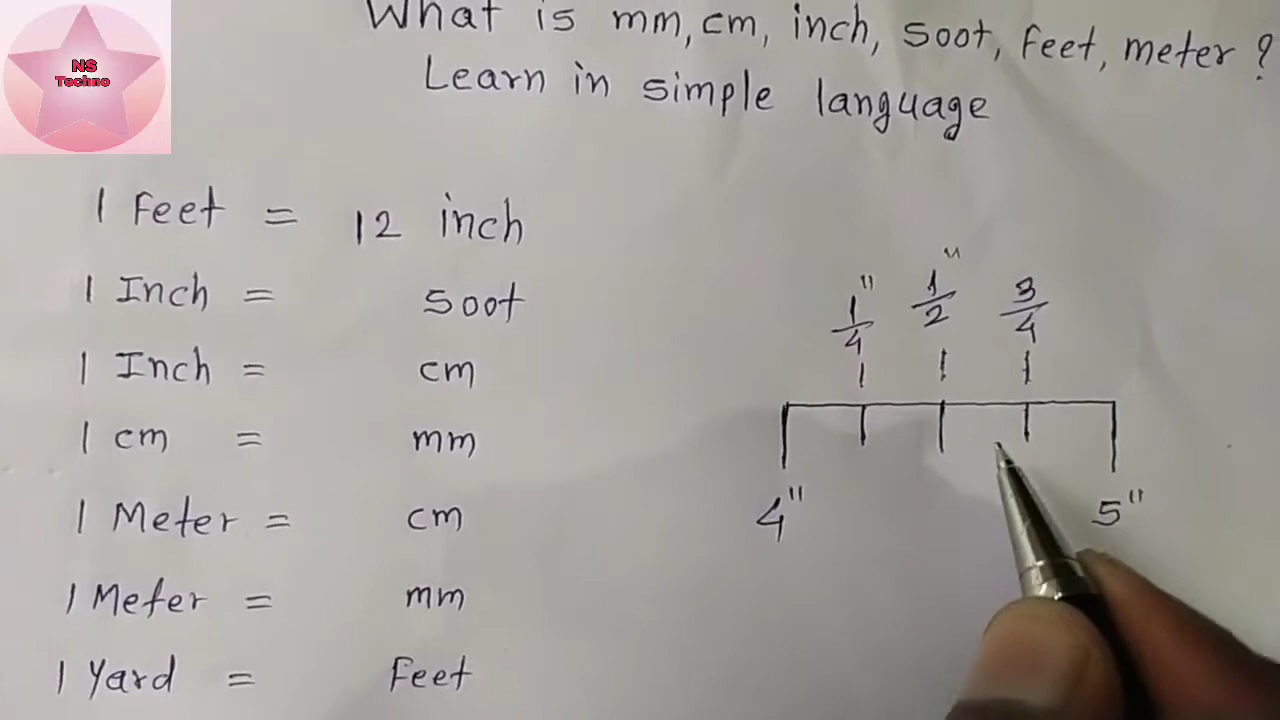 What is mm, cm, inch, soot, feet, meter ?
Learn in simple language
NS
Techno
1 Feet = 12 inch
1 Inch = soot
1 Inch = cm
1 cm = mm
1 Meter = cm
1 Meter = mm
1 Yard = Feet
1/4" 1/2" 3/4
4" 5"